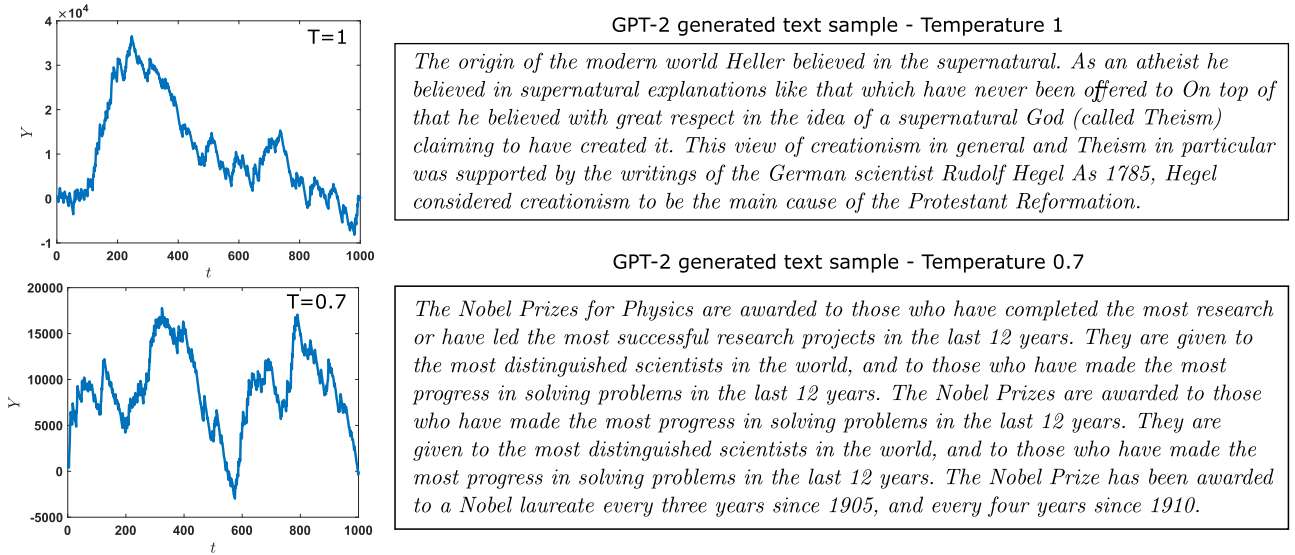 ×10⁴
T=1
4
3
2
1
0
-1
Y
0 200 400 600 800 1000
t
GPT-2 generated text sample - Temperature 1
The origin of the modern world Heller believed in the supernatural. As an atheist he
believed in supernatural explanations like that which have never been offered to On top of
that he believed with great respect in the idea of a supernatural God (called Theism)
claiming to have created it. This view of creationism in general and Theism in particular
was supported by the writings of the German scientist Rudolf Hegel As 1785, Hegel
considered creationism to be the main cause of the Protestant Reformation.
T=0.7
20000
15000
10000
5000
0
-5000
Y
0 200 400 600 800 1000
t
GPT-2 generated text sample - Temperature 0.7
The Nobel Prizes for Physics are awarded to those who have completed the most research
or have led the most successful research projects in the last 12 years. They are given to
the most distinguished scientists in the world, and to those who have made the most
progress in solving problems in the last 12 years. The Nobel Prizes are awarded to those
who have made the most progress in solving problems in the last 12 years. They are
given to the most distinguished scientists in the world, and to those who have made the
most progress in solving problems in the last 12 years. The Nobel Prize has been awarded
to a Nobel laureate every three years since 1905, and every four years since 1910.